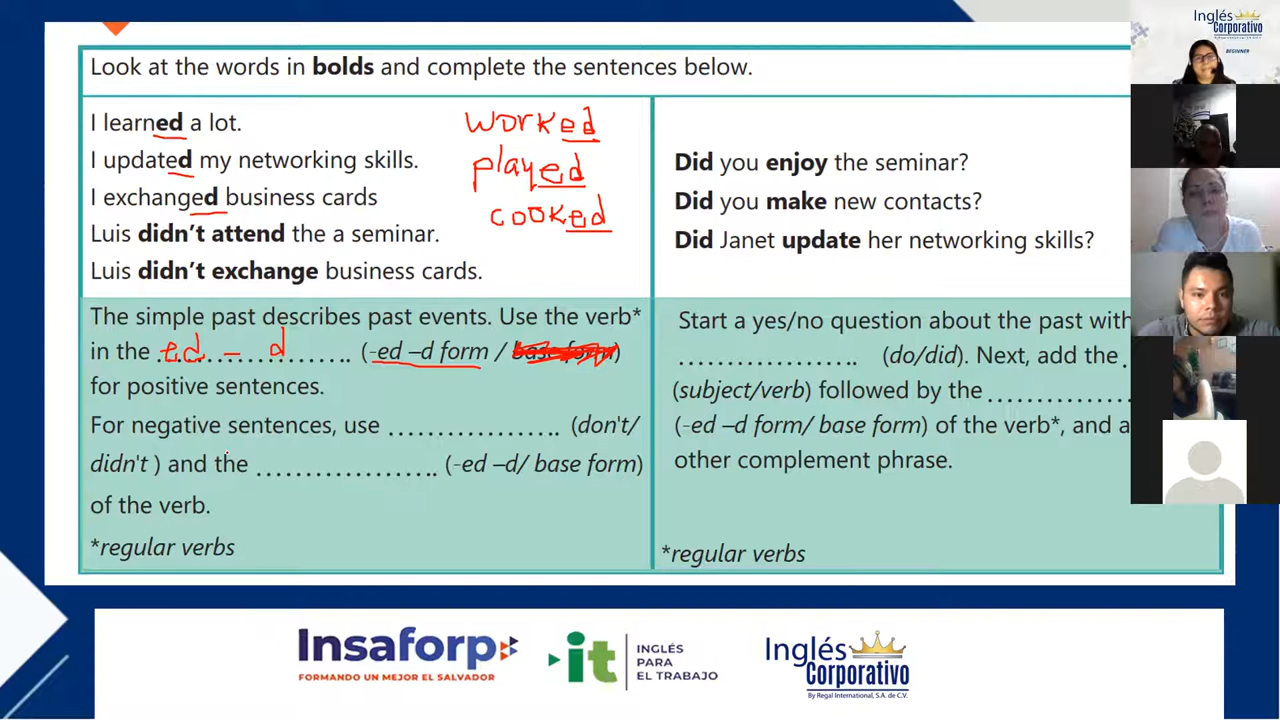 Look at the words in bolds and complete the sentences below.
I learned a lot.
I updated my networking skills.
I exchanged business cards
Luis didn't attend the a seminar.
Luis didn't exchange business cards.
worked
played
cooked
Did you enjoy the seminar?
Did you make new contacts?
Did Janet update her networking skills?
The simple past describes past events. Use the verb*
in the ed – d .................. (-ed –d form / base form)
for positive sentences.
For negative sentences, use .................. (don't/
didn't ) and the .................. (-ed –d/ base form)
of the verb.
*regular verbs
Start a yes/no question about the past with
.................. (do/did). Next, add the ..
(subject/verb) followed by the ...............
(-ed –d form/ base form) of the verb*, and a
other complement phrase.
*regular verbs
Insaforp
FORMANDO UN MEJOR EL SALVADOR
it
INGLÉS
PARA
EL TRABAJO
Inglés
Corporativo
By Regal International, S.A. de C.V.
Inglés
Corporativo
BEGINNER